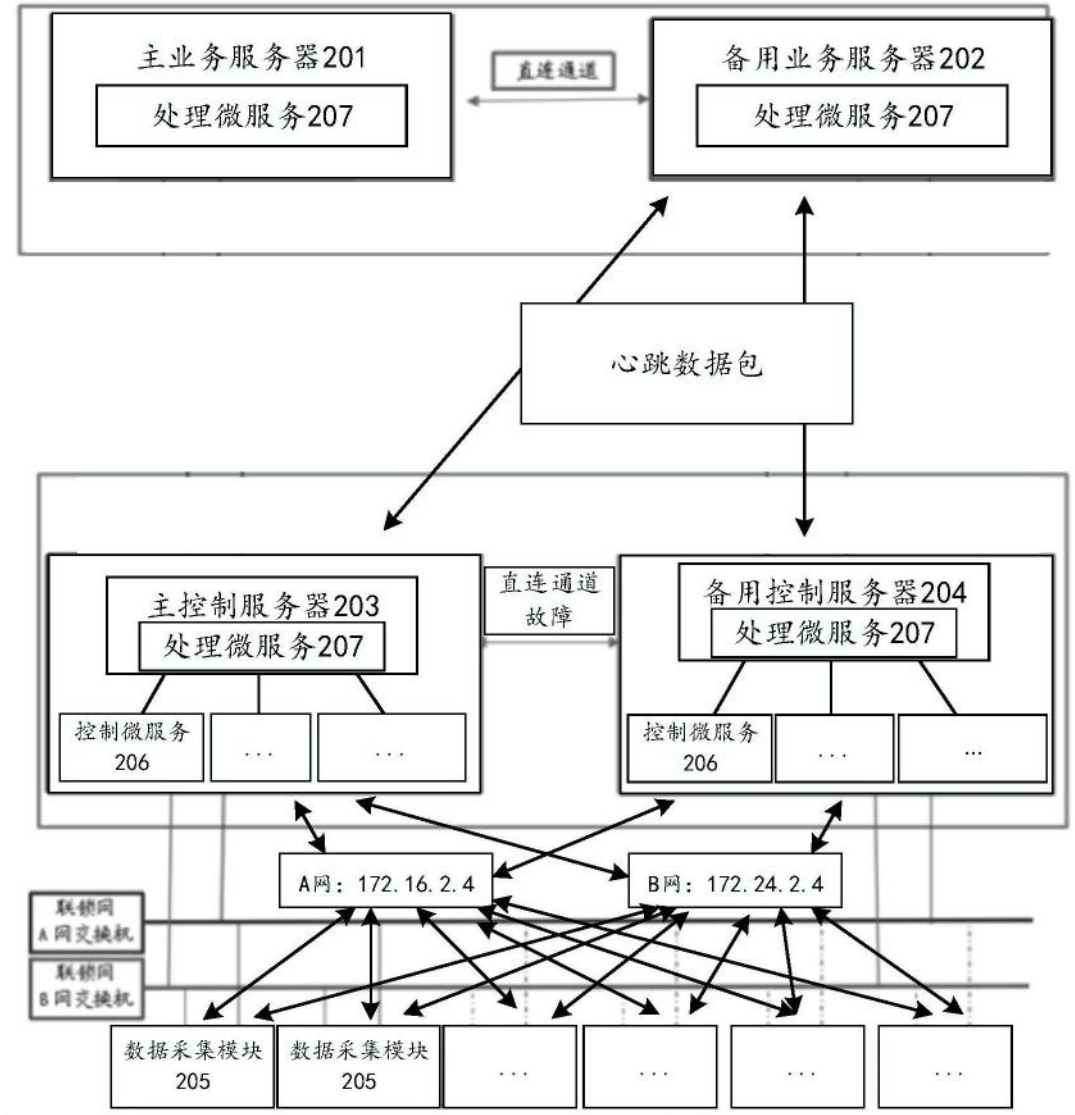 主业务服务器201
处理微服务207
直连通道
备用业务服务器202
处理微服务207
心跳数据包
主控制服务器203
处理微服务207
控制微服务
206
...
...
直连通道
故障
备用控制服务器204
处理微服务207
控制微服务
206
...
...
A网：172.16.2.4
B网：172.24.2.4
联锁网
A网交换机
联锁网
B网交换机
数据采集模块
205
数据采集模块
205
...
...
...
...